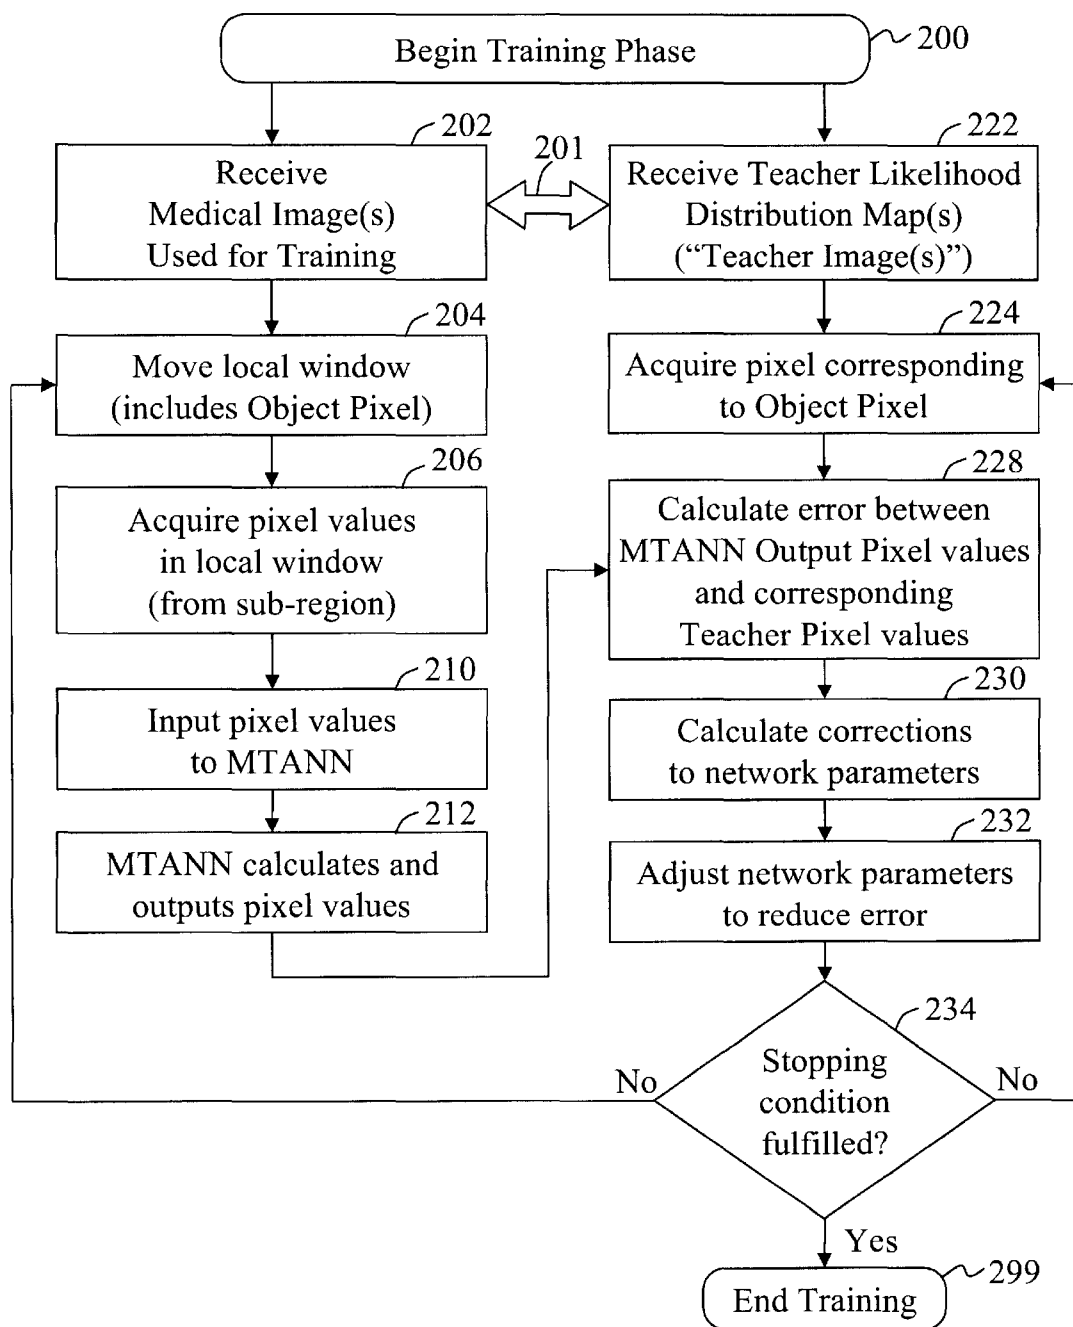 Begin Training Phase
200
202
Receive
Medical Image(s)
Used for Training
201
222
Receive Teacher Likelihood
Distribution Map(s)
(“Teacher Image(s)”)
204
Move local window
(includes Object Pixel)
224
Acquire pixel corresponding
to Object Pixel
206
Acquire pixel values
in local window
(from sub-region)
228
Calculate error between
MTANN Output Pixel values
and corresponding
Teacher Pixel values
210
Input pixel values
to MTANN
230
Calculate corrections
to network parameters
212
MTANN calculates and
outputs pixel values
232
Adjust network parameters
to reduce error
234
Stopping
condition
fulfilled?
No
No
Yes
End Training
299